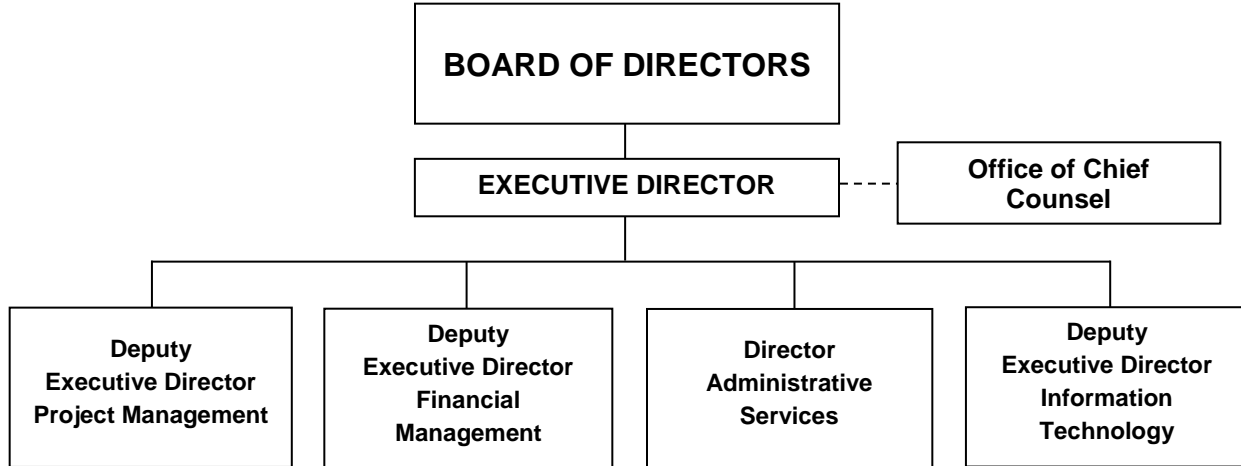 BOARD OF DIRECTORS
EXECUTIVE DIRECTOR
Office of Chief
Counsel
Deputy
Executive Director
Project Management
Deputy
Executive Director
Financial
Management
Director
Administrative
Services
Deputy
Executive Director
Information
Technology